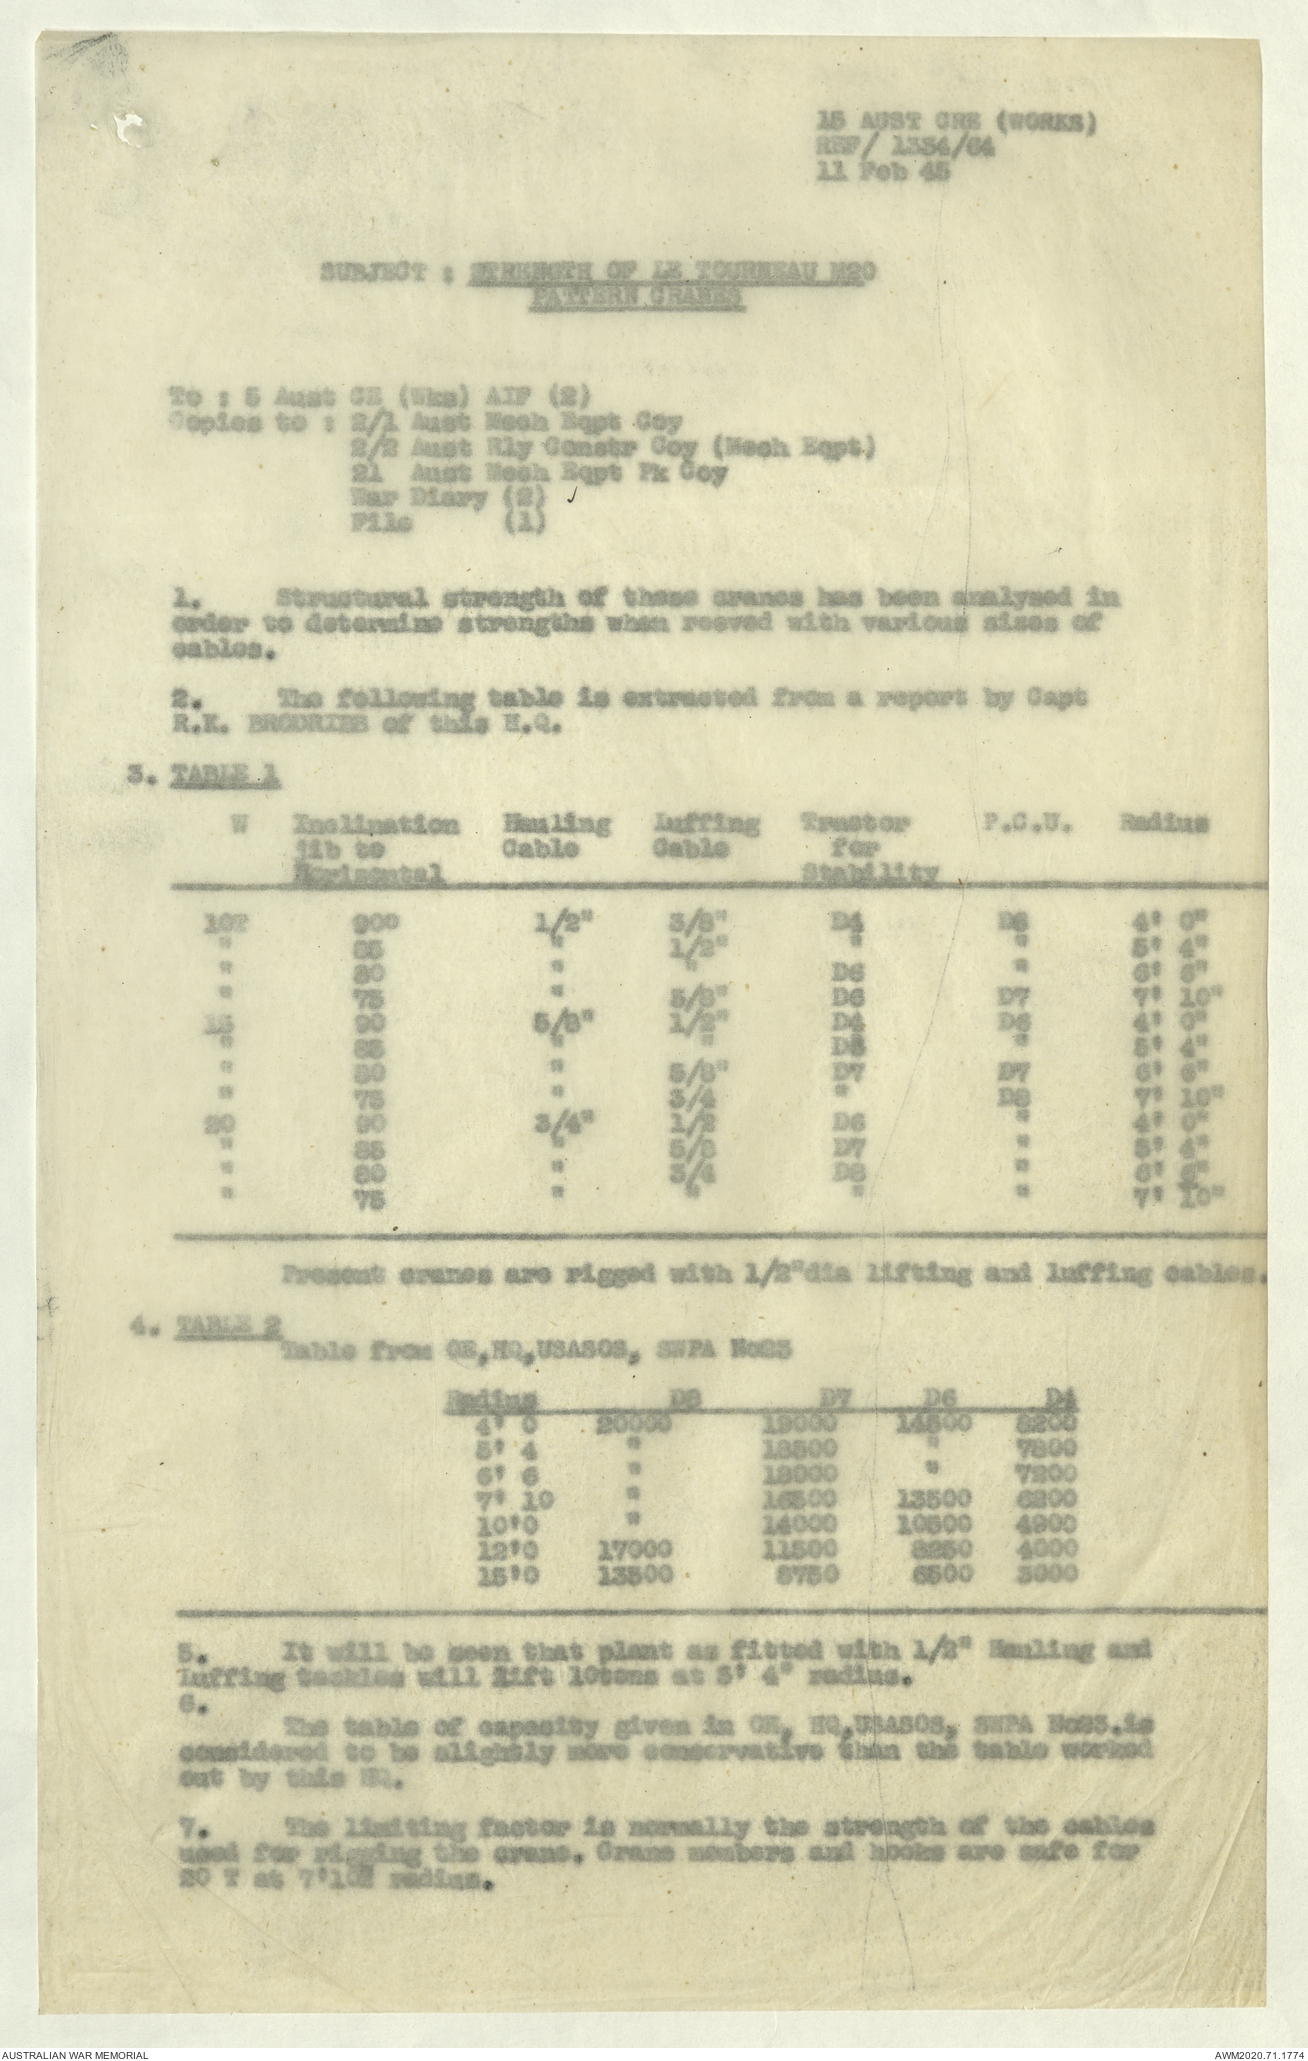 15 AUST CRE (WORKS)
REF/ 1334/64
11 Feb 45
SUBJECT : STRENGTH OF LE TOURNEAU M20
PATTERN CRANES
To : 5 Aust CE (Wks) AIF (2)
Copies to : 2/1 Aust Mech Eqpt Coy
2/2 Aust Rly Constr Coy (Mech Eqpt)
21 Aust Mech Eqpt Pk Coy
War Diary (2) ✓
File (1)
1. Structural strength of these cranes has been analysed in
order to determine strengths when reeved with various sizes of
cables.
2. The following table is extracted from a report by Capt
R.K. BRODRIBB of this H.Q.
3. TABLE 1
W Inclination Hauling Luffing Tractor P.C.U. Radius
jib to Cable Cable for
Horizontal Stability
10T 90o 1/2" 3/8" D4 D6 4' 0"
" 85 " 1/2" " " 5' 4"
" 80 " " D6 " 6' 6"
" 75 " 5/8" D6 D7 7' 10"
15 90 5/8" 1/2" D4 D6 4' 0"
" 85 " " D6 " 5' 4"
" 80 " 5/8" D7 D7 6' 6"
" 75 " 3/4 " D8 7' 10"
20 90 3/4" 1/2 D6 " 4' 0"
" 85 " 5/8 D7 " 5' 4"
" 80 " 3/4 D8 " 6' 6"
" 75 " " " " 7' 10"
Present cranes are rigged with 1/2"dia lifting and luffing cables.
4. TABLE 2
Table from CE,HQ,USASOS, SWPA No23
Radius D8 D7 D6 D4
4' 0 20000 19000 14500 8200
5' 4 " 18500 " 7800
6' 6 " 18000 " 7200
7' 10 " 16500 13500 6200
10'0 " 14000 10500 4900
12'0 17000 11500 8250 4000
15'0 13500 8750 6500 3000
5. It will be seen that plant as fitted with 1/2" Hauling and
Luffing tackles will lift 10tons at 5' 4" radius.
6.
The table of capacity given in CE, HQ,USASOS, SWPA No23.is
considered to be slightly more conservative than the table worked
out by this HQ.
7. The limiting factor is normally the strength of the cables
used for rigging the crane. Crane members and hooks are safe for
20 T at 7'10" radius.
AUSTRALIAN WAR MEMORIAL
AWM2020.71.1774